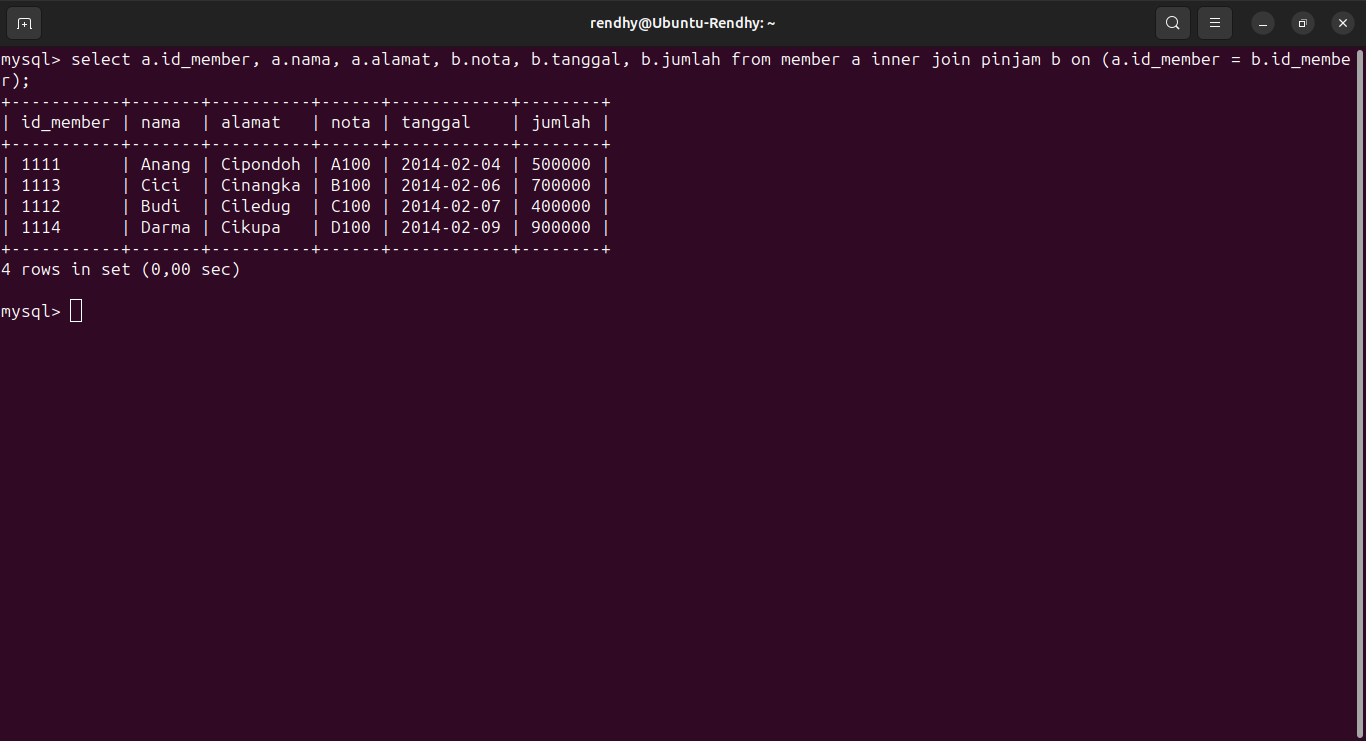 rendhy@Ubuntu-Rendhy: ~
mysql> select a.id_member, a.nama, a.alamat, b.nota, b.tanggal, b.jumlah from member a inner join pinjam b on (a.id_member = b.id_membe
r);
+-----------+-------+----------+------+------------+--------+
| id_member | nama  | alamat   | nota | tanggal    | jumlah |
+-----------+-------+----------+------+------------+--------+
| 1111      | Anang | Cipondoh | A100 | 2014-02-04 | 500000 |
| 1113      | Cici  | Cinangka | B100 | 2014-02-06 | 700000 |
| 1112      | Budi  | Ciledug  | C100 | 2014-02-07 | 400000 |
| 1114      | Darma | Cikupa   | D100 | 2014-02-09 | 900000 |
+-----------+-------+----------+------+------------+--------+
4 rows in set (0,00 sec)
mysql>